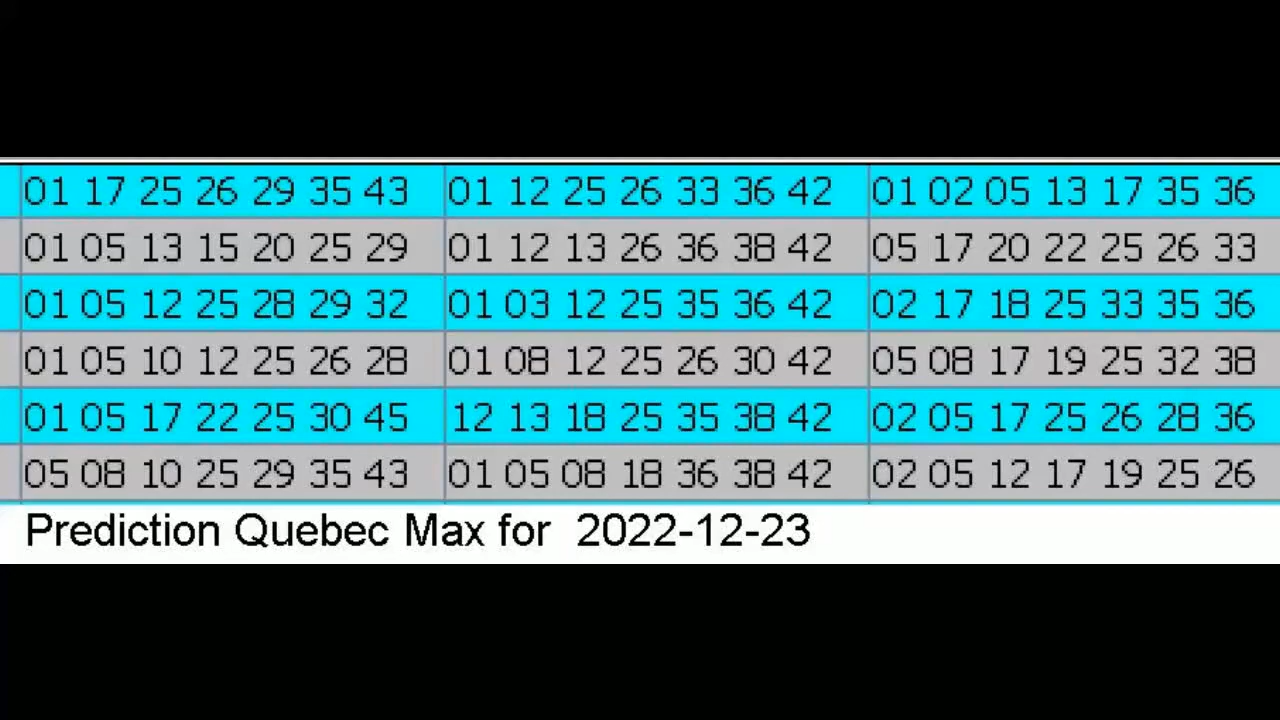 01 17 25 26 29 35 43 01 12 25 26 33 36 42 01 02 05 13 17 35 36
01 05 13 15 20 25 29 01 12 13 26 36 38 42 05 17 20 22 25 26 33
01 05 12 25 28 29 32 01 03 12 25 35 36 42 02 17 18 25 33 35 36
01 05 10 12 25 26 28 01 08 12 25 26 30 42 05 08 17 19 25 32 38
01 05 17 22 25 30 45 12 13 18 25 35 38 42 02 05 17 25 26 28 36
05 08 10 25 29 35 43 01 05 08 18 36 38 42 02 05 12 17 19 25 26
Prediction Quebec Max for 2022-12-23